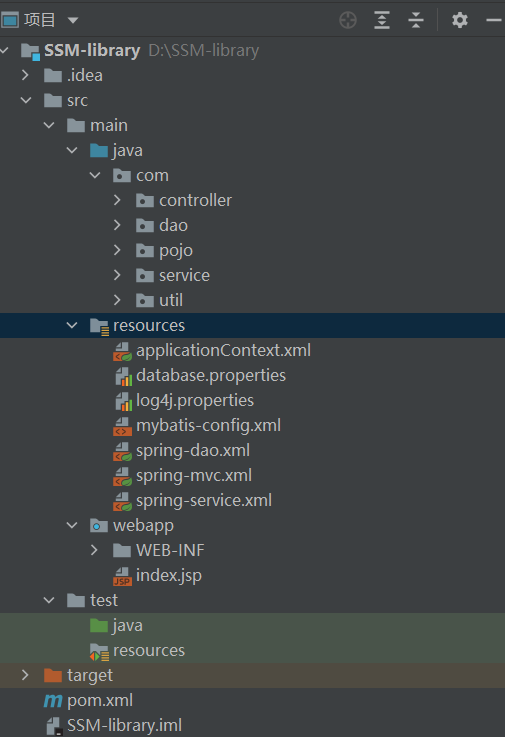 项目
SSM-library D:\SSM-library
.idea
src
main
java
com
controller
dao
pojo
service
util
resources
applicationContext.xml
database.properties
log4j.properties
mybatis-config.xml
spring-dao.xml
spring-mvc.xml
spring-service.xml
webapp
WEB-INF
index.jsp
test
java
resources
target
pom.xml
SSM-library.iml